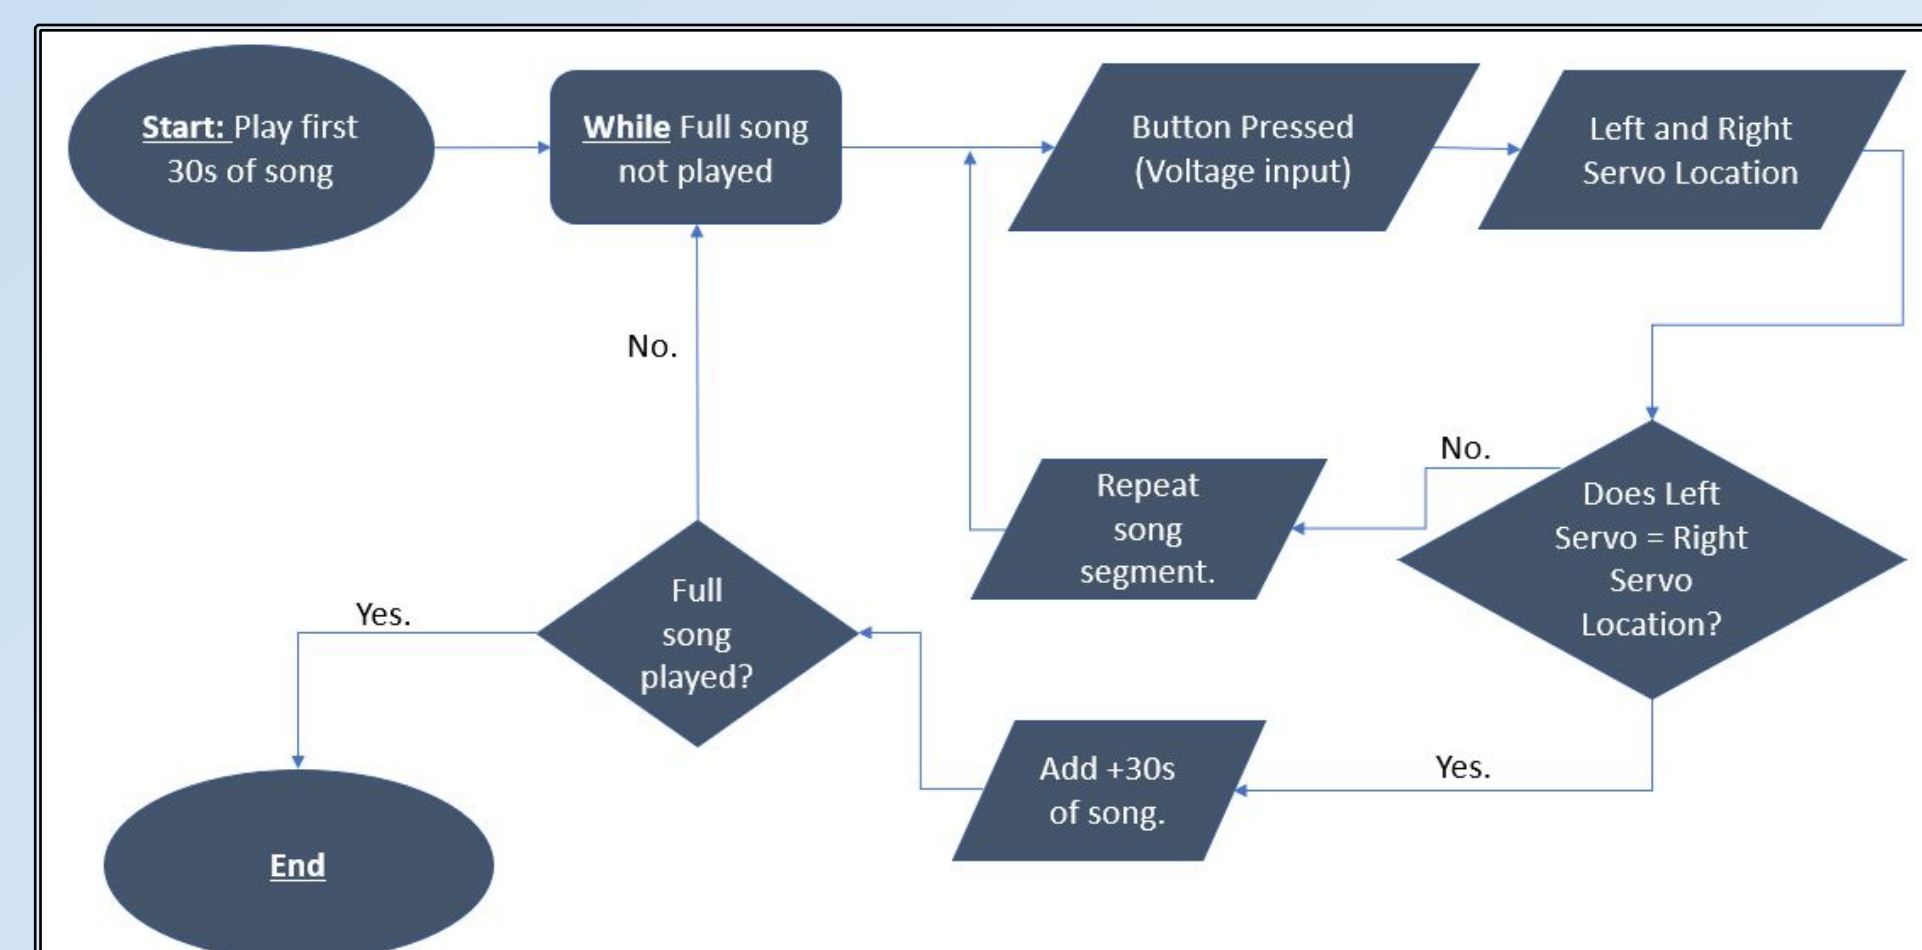 Start: Play first
30s of song
While Full song
not played
Button Pressed
(Voltage input)
Left and Right
Servo Location
No.
No.
Does Left
Servo = Right
Servo
Location?
Repeat
song
segment.
Full
song
played?
Yes.
Add +30s
of song.
Yes.
End